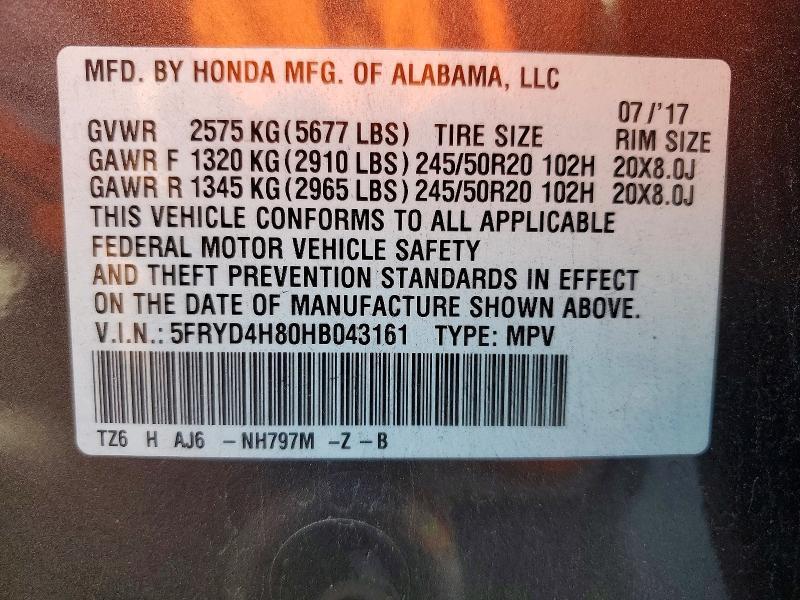 MFD. BY HONDA MFG. OF ALABAMA, LLC
07/'17
GVWR 2575 KG (5677 LBS) TIRE SIZE RIM SIZE
GAWR F 1320 KG (2910 LBS) 245/50R20 102H 20X8.0J
GAWR R 1345 KG (2965 LBS) 245/50R20 102H 20X8.0J
THIS VEHICLE CONFORMS TO ALL APPLICABLE
FEDERAL MOTOR VEHICLE SAFETY
AND THEFT PREVENTION STANDARDS IN EFFECT
ON THE DATE OF MANUFACTURE SHOWN ABOVE.
V.I.N.: 5FRYD4H80HB043161 TYPE: MPV
TZ6 H AJ6 -NH797M -Z -B